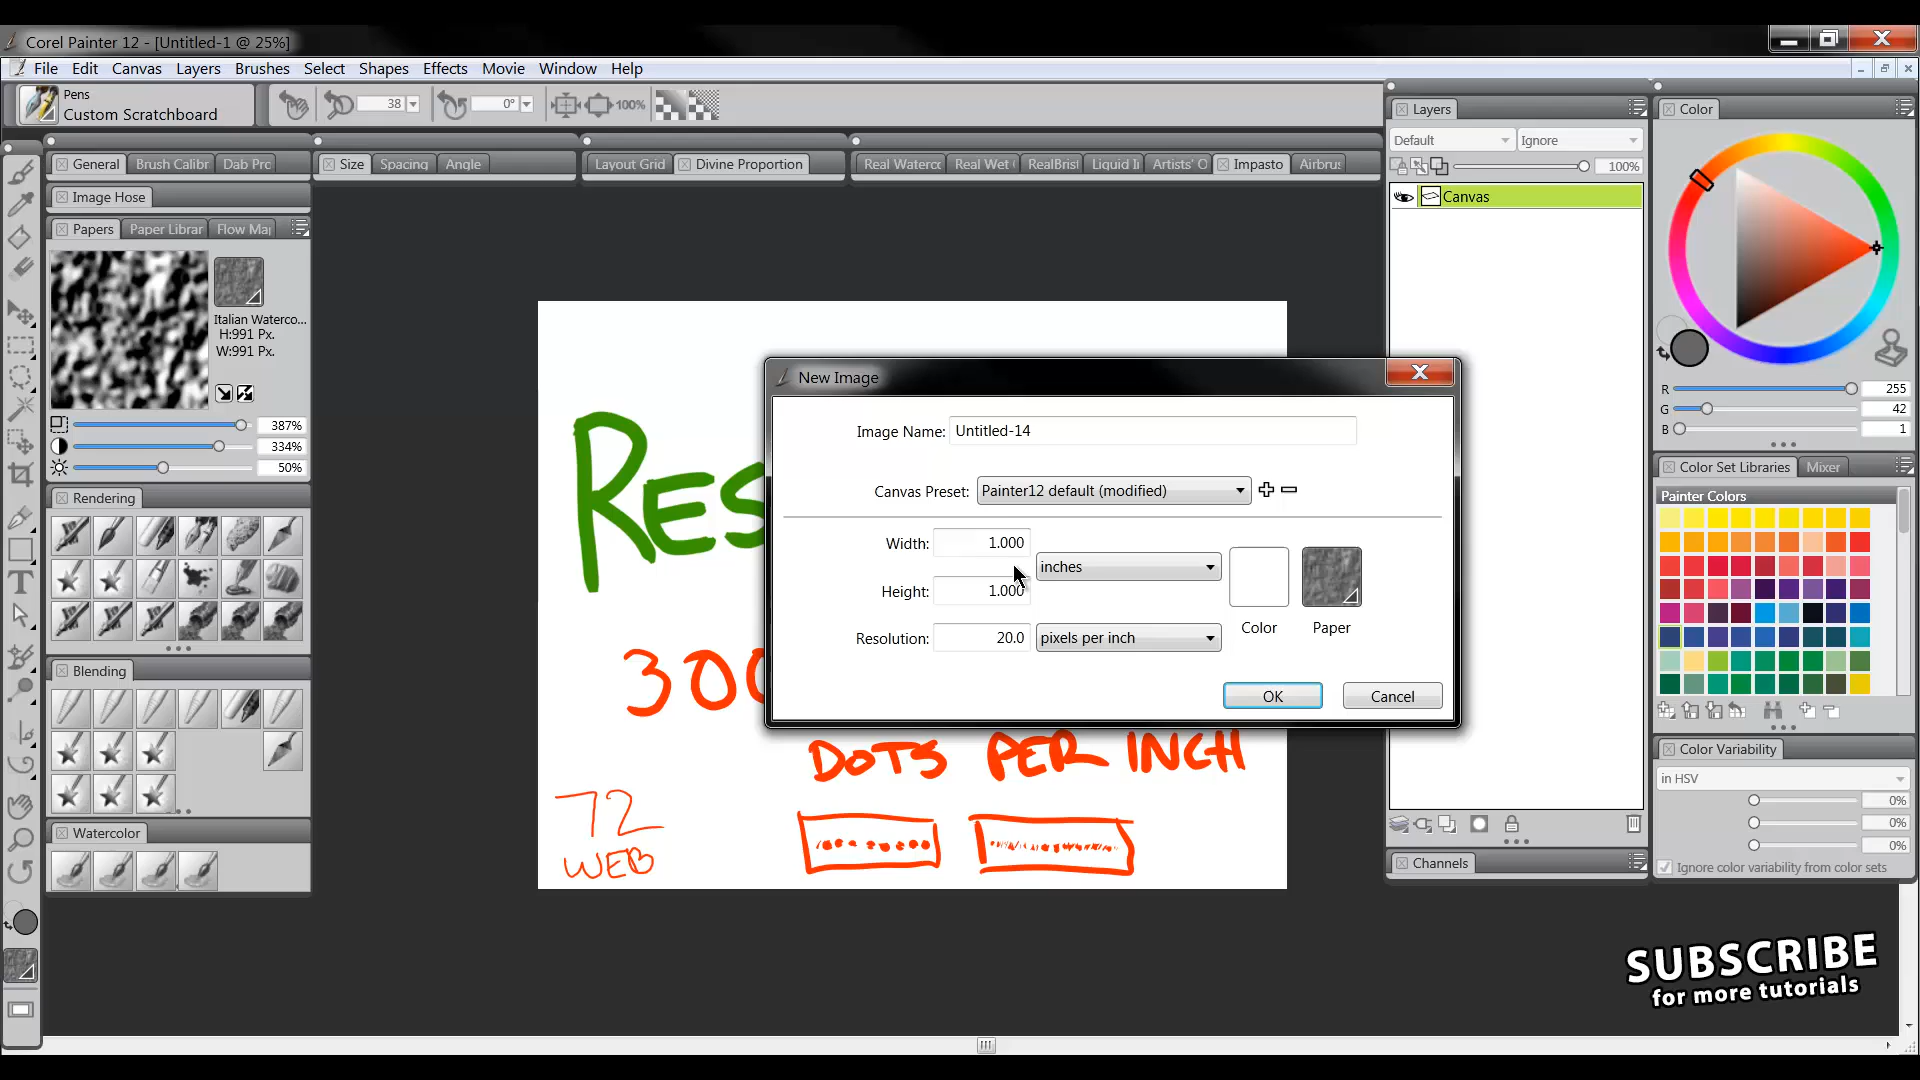 Corel Painter 12 - [Untitled-1 @ 25%]
File Edit Canvas Layers Brushes Select Shapes Effects Movie Window Help
Pens
Custom Scratchboard
38
0°
100%
General Brush Calibr Dab Pro
Size Spacing Angle
Layout Grid Divine Proportion
Real Waterco Real Wet RealBrist Liquid I Artists' O Impasto Airbrus
Image Hose
Papers Paper Librar Flow Ma
Italian Waterco...
H:991 Px.
W:991 Px.
387%
334%
50%
Rendering
Blending
Watercolor
RES
300
DOTS PER INCH
72
WEB
New Image
Image Name: Untitled-14
Canvas Preset: Painter12 default (modified)
Width: 1.000
inches
Height: 1.000
Resolution: 20.0 pixels per inch
Color Paper
OK Cancel
Layers
Default Ignore
100%
Canvas
Channels
Color
R 255
G 42
B 1
Color Set Libraries Mixer
Painter Colors
Color Variability
in HSV
0%
0%
0%
Ignore color variability from color sets
SUBSCRIBE
for more tutorials